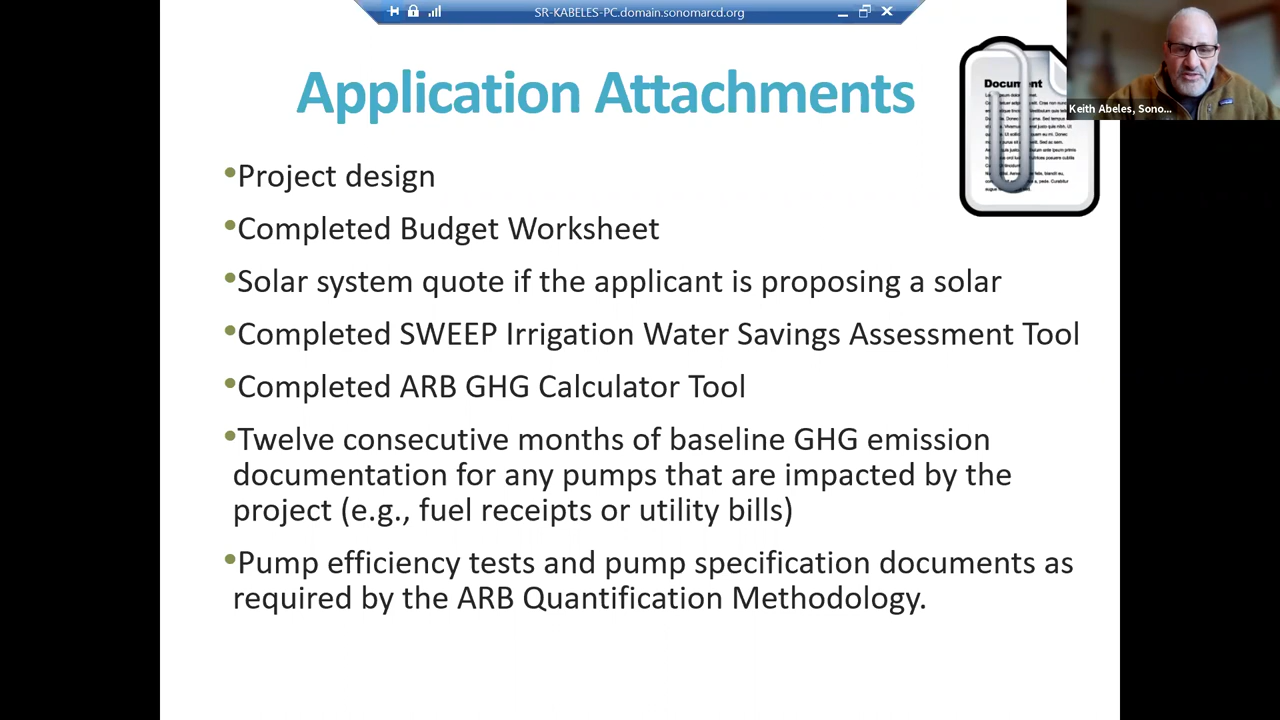 SR-KABELES-PC.domain.sonomarcd.org
Application Attachments
Document
Keith Abeles, Sono...
•Project design
•Completed Budget Worksheet
•Solar system quote if the applicant is proposing a solar
•Completed SWEEP Irrigation Water Savings Assessment Tool
•Completed ARB GHG Calculator Tool
•Twelve consecutive months of baseline GHG emission
documentation for any pumps that are impacted by the
project (e.g., fuel receipts or utility bills)
•Pump efficiency tests and pump specification documents as
required by the ARB Quantification Methodology.